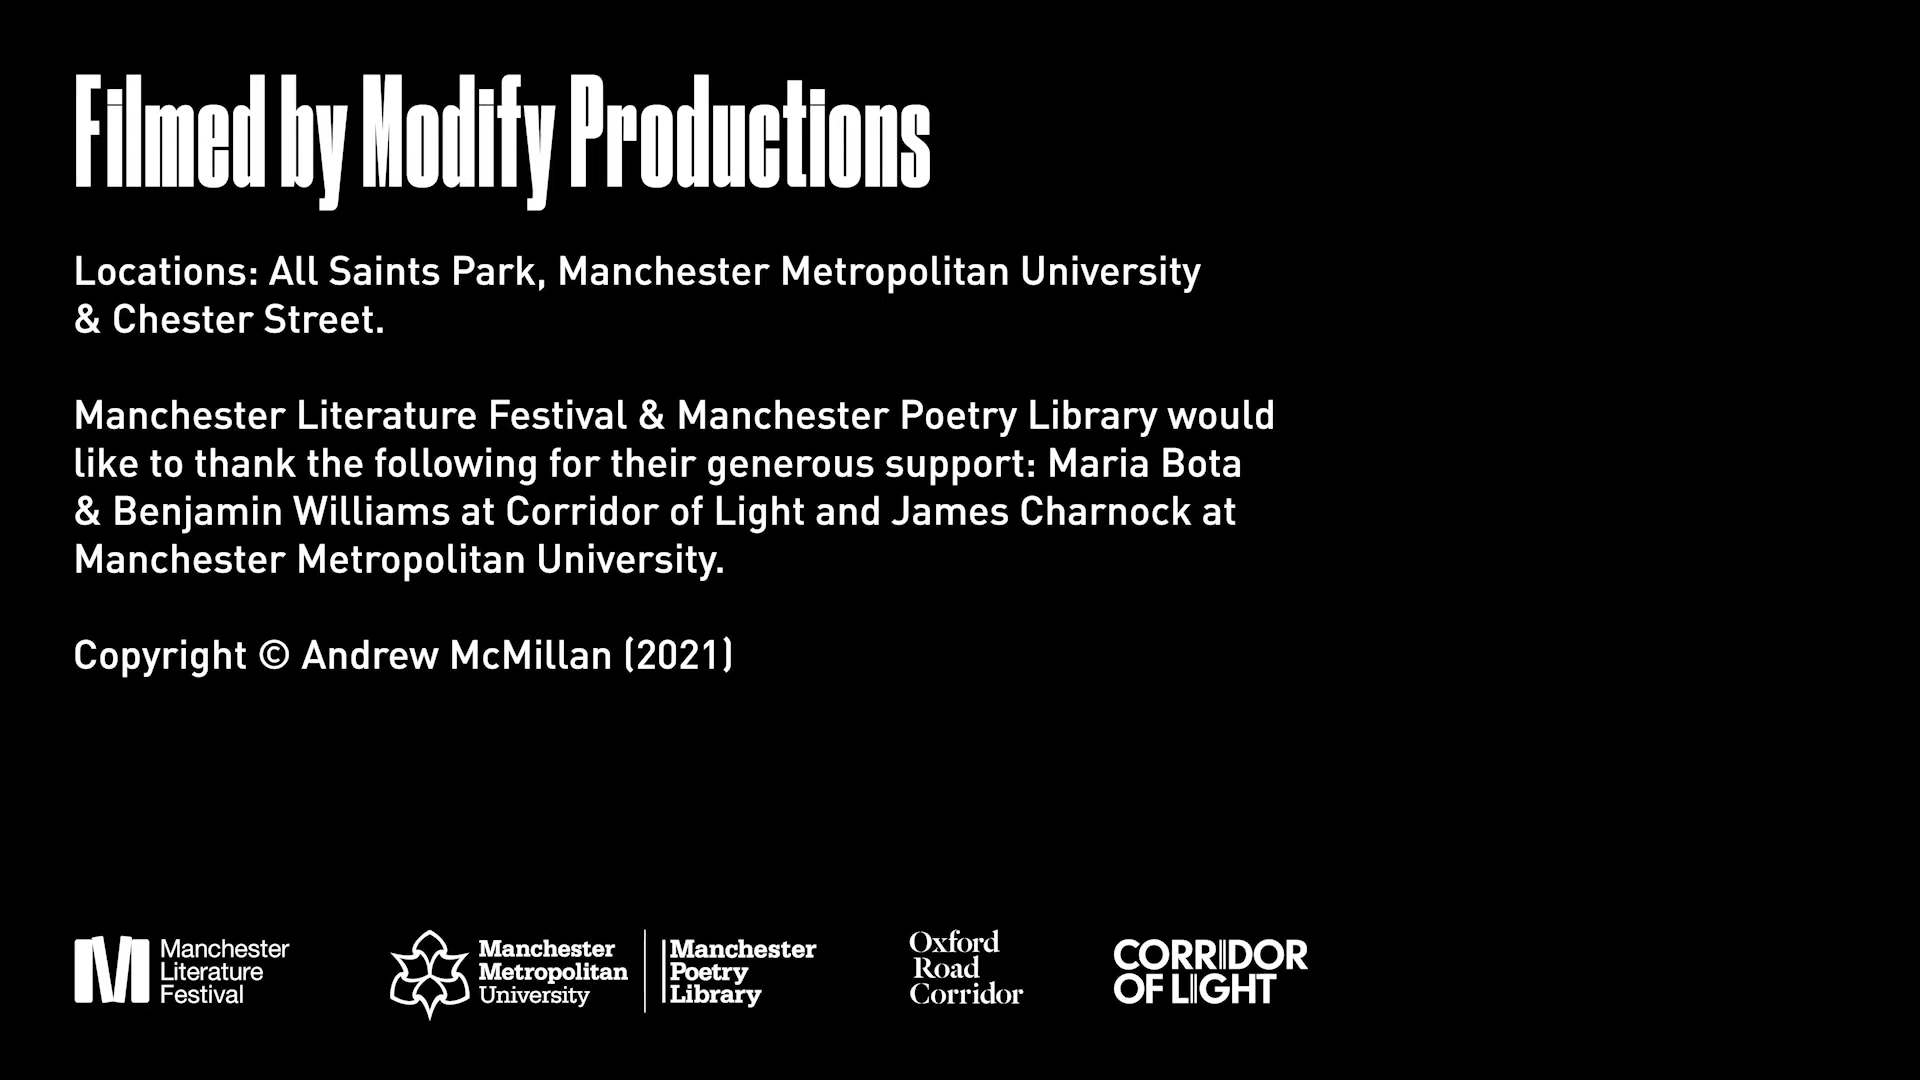 Filmed by Modify Productions
Locations: All Saints Park, Manchester Metropolitan University
& Chester Street.
Manchester Literature Festival & Manchester Poetry Library would
like to thank the following for their generous support: Maria Bota
& Benjamin Williams at Corridor of Light and James Charnock at
Manchester Metropolitan University.
Copyright © Andrew McMillan (2021)
Manchester
Literature
Festival
Manchester
Metropolitan
University
Manchester
Poetry
Library
Oxford
Road
Corridor
CORRIDOR
OF LIGHT